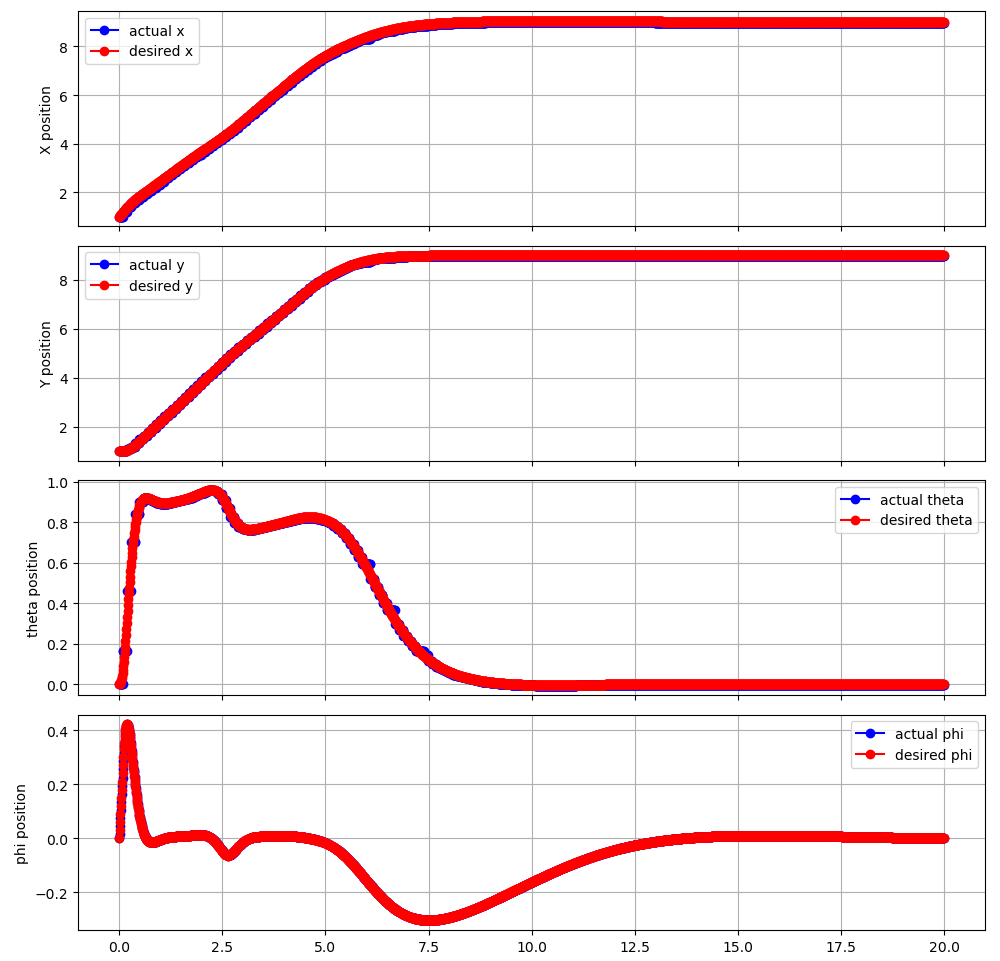 actual x
desired x
X position
8
6
4
2
actual y
desired y
Y position
8
6
4
2
actual theta
desired theta
theta position
1.0
0.8
0.6
0.4
0.2
0.0
actual phi
desired phi
phi position
0.4
0.2
0.0
−0.2
0.0 2.5 5.0 7.5 10.0 12.5 15.0 17.5 20.0